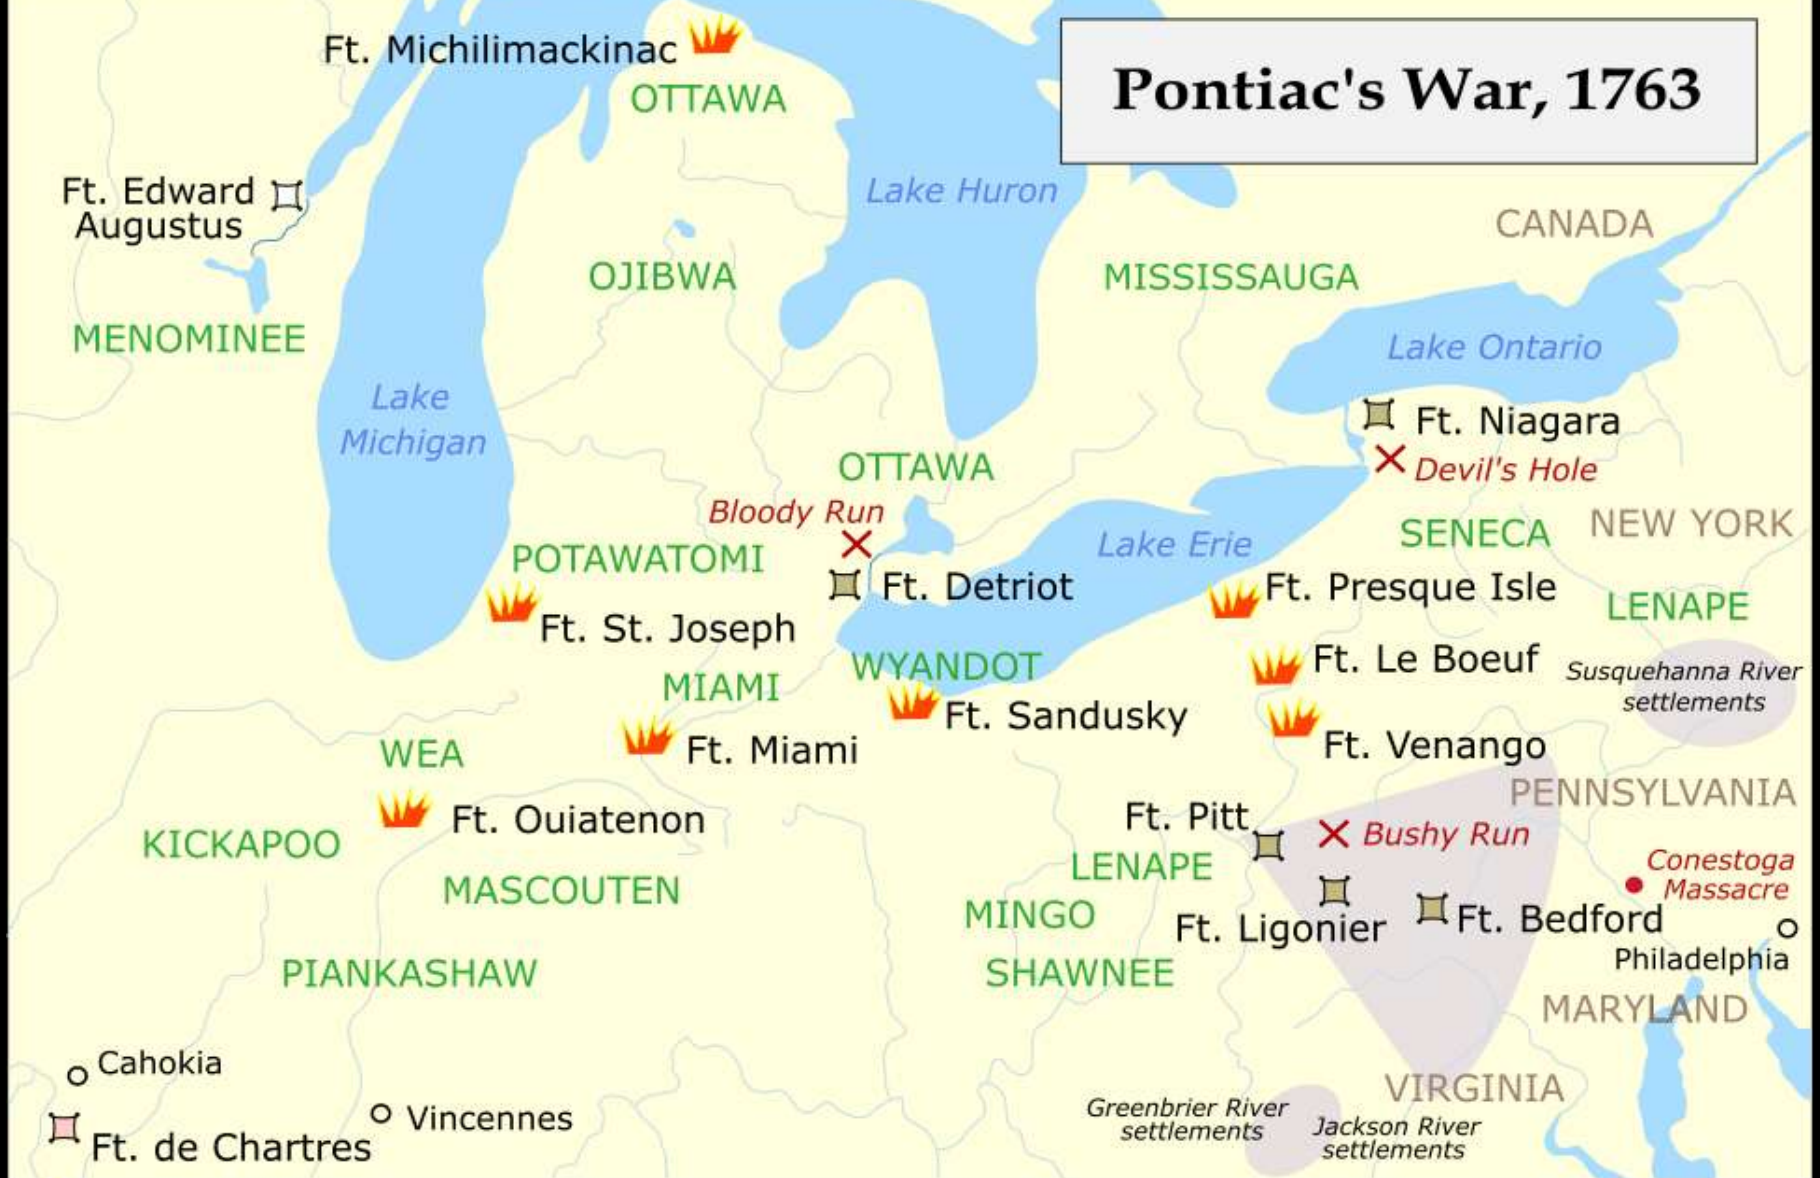 Ft. Michilimackinac
OTTAWA
Pontiac's War, 1763
Ft. Edward
Augustus
Lake Huron
CANADA
OJIBWA
MISSISSAUGA
MENOMINEE
Lake Ontario
Lake
Michigan
Ft. Niagara
OTTAWA
Devil's Hole
Bloody Run
NEW YORK
SENECA
Lake Erie
POTAWATOMI
Ft. Detriot
Ft. Presque Isle
LENAPE
Ft. St. Joseph
WYANDOT
Ft. Le Boeuf
Susquehanna River
settlements
MIAMI
Ft. Sandusky
Ft. Miami
Ft. Venango
WEA
PENNSYLVANIA
Ft. Ouiatenon
Ft. Pitt
Bushy Run
KICKAPOO
LENAPE
Conestoga
Massacre
MASCOUTEN
MINGO
Ft. Ligonier
Ft. Bedford
Philadelphia
PIANKASHAW
SHAWNEE
MARYLAND
Cahokia
VIRGINIA
Vincennes
Greenbrier River
settlements
Jackson River
settlements
Ft. de Chartres